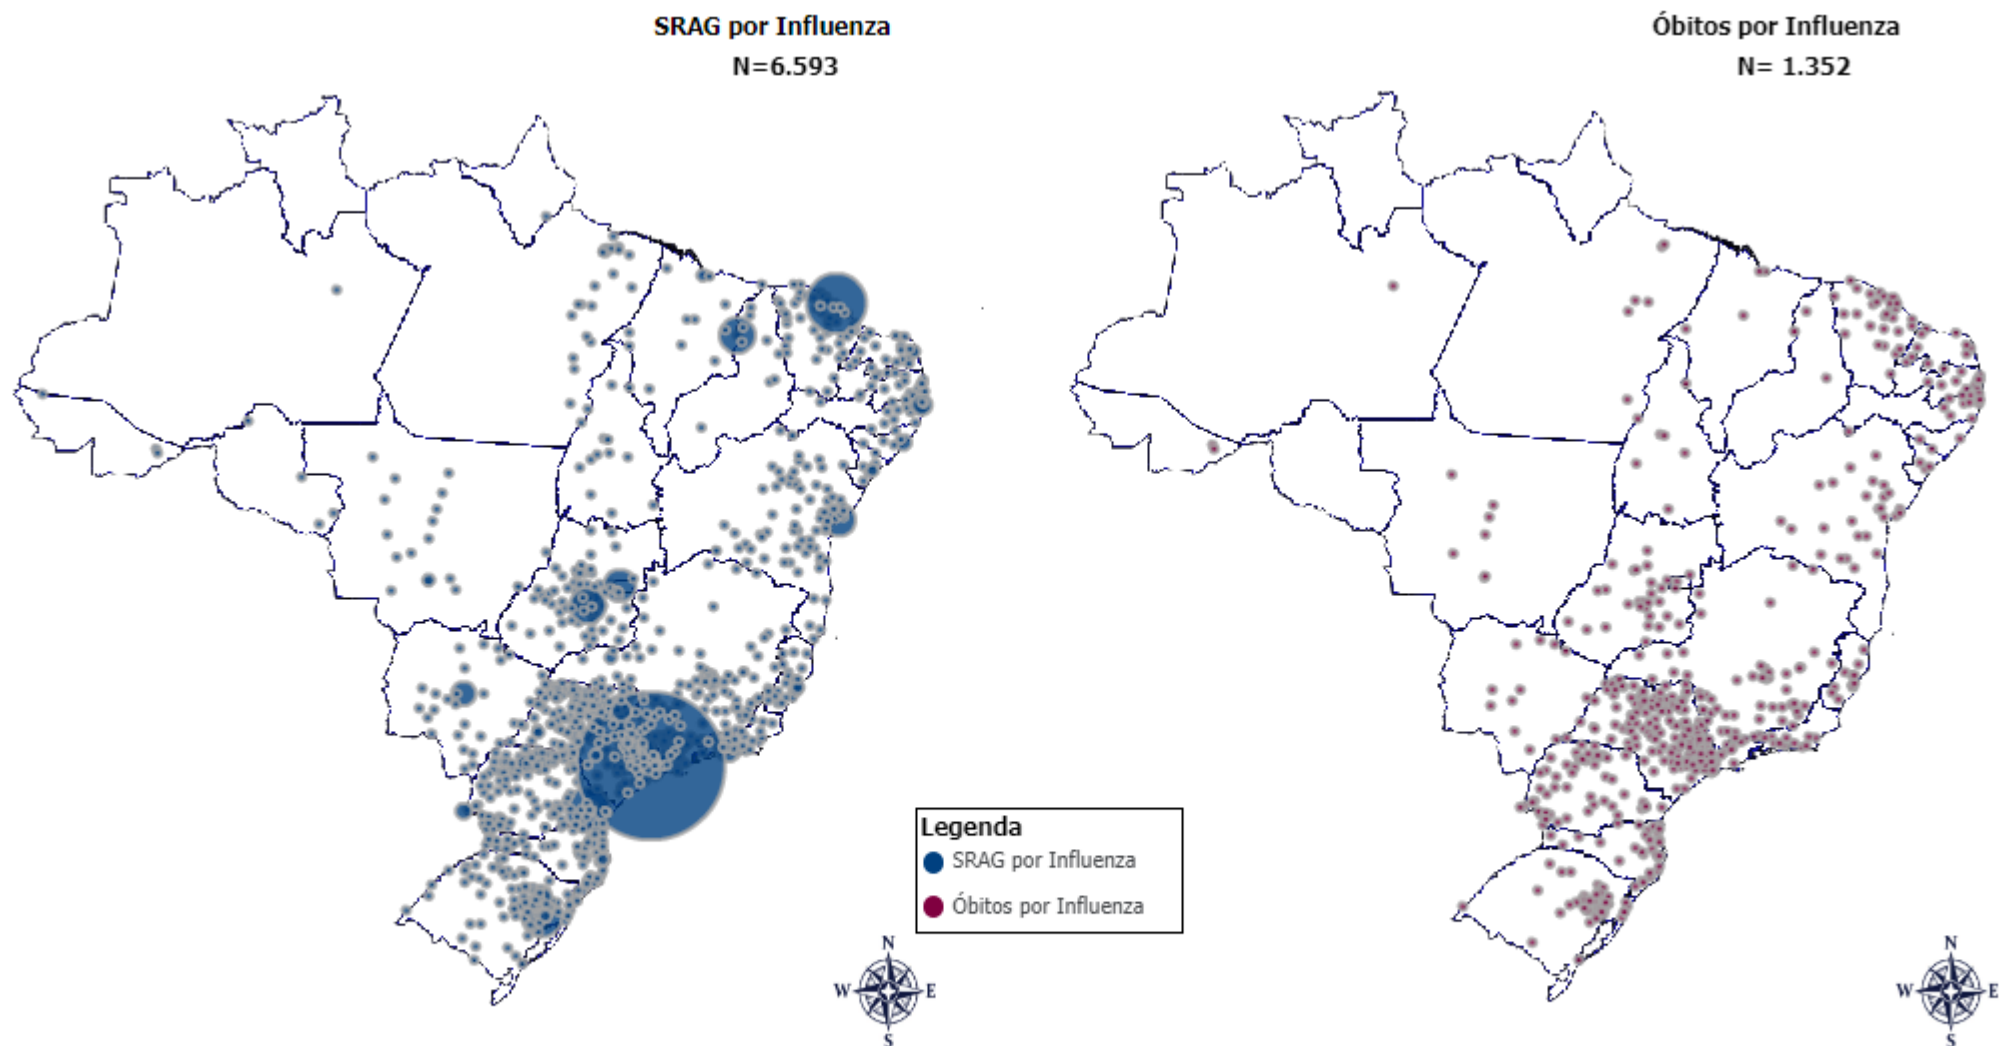 SRAG por Influenza
N=6.593
Óbitos por Influenza
N= 1.352
Legenda
SRAG por Influenza
Óbitos por Influenza
N
W E
S
N
W E
S